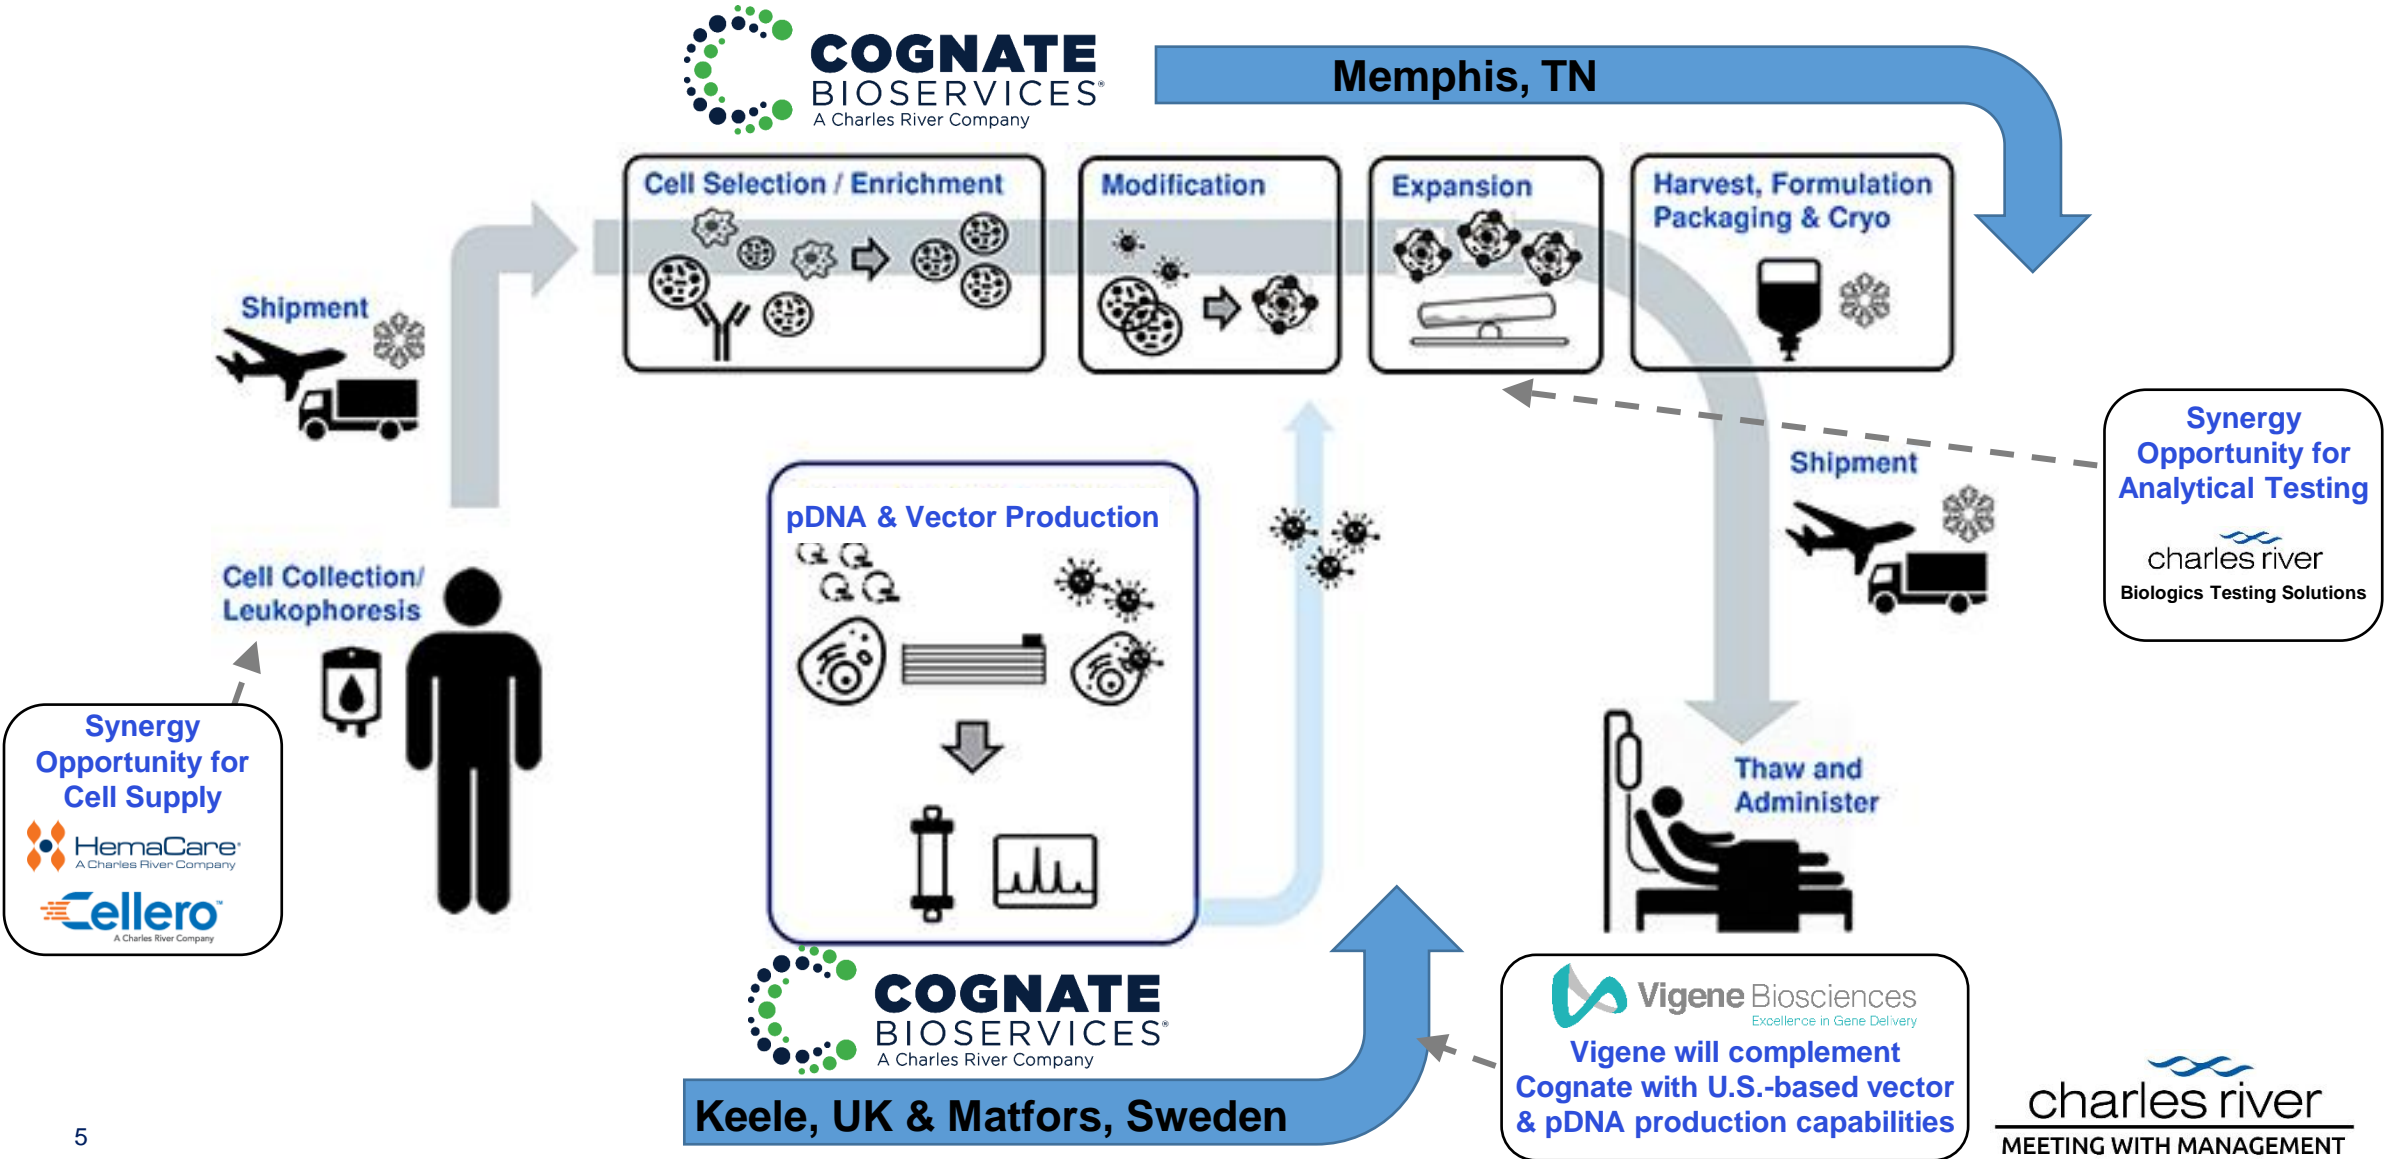 COGNATE
BIOSERVICES®
A Charles River Company
Memphis, TN
Cell Selection / Enrichment
Modification
Expansion
Harvest, Formulation
Packaging & Cryo
Shipment
Cell Collection/
Leukophoresis
Synergy
Opportunity for
Cell Supply
HemaCare®
A Charles River Company
Cellero™
A Charles River Company
pDNA & Vector Production
Shipment
Synergy
Opportunity for
Analytical Testing
charles river
Biologics Testing Solutions
Thaw and
Administer
COGNATE
BIOSERVICES®
A Charles River Company
Keele, UK & Matfors, Sweden
Vigene Biosciences
Excellence in Gene Delivery
Vigene will complement
Cognate with U.S.-based vector
& pDNA production capabilities
charles river
MEETING WITH MANAGEMENT
5